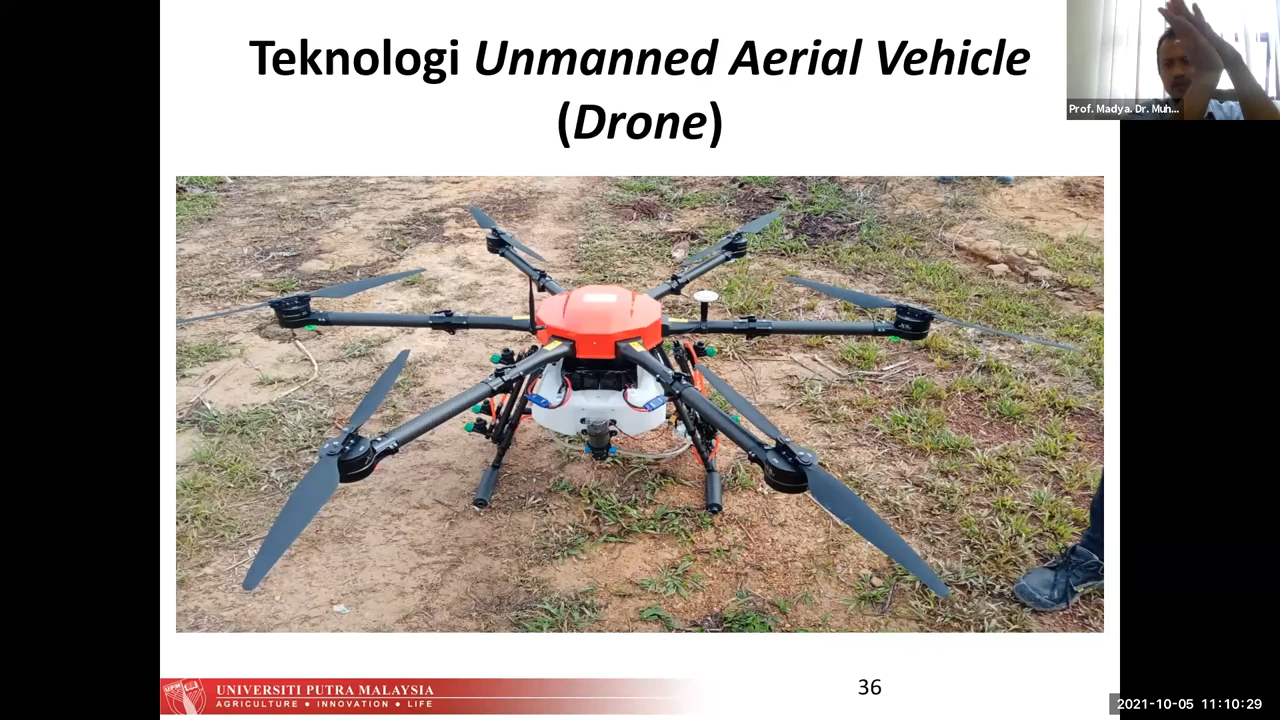 Teknologi Unmanned Aerial Vehicle
(Drone)
Prof. Madya. Dr. Muh...
UPM
UNIVERSITI PUTRA MALAYSIA
AGRICULTURE • INNOVATION • LIFE
36
2021-10-05 11:10:29